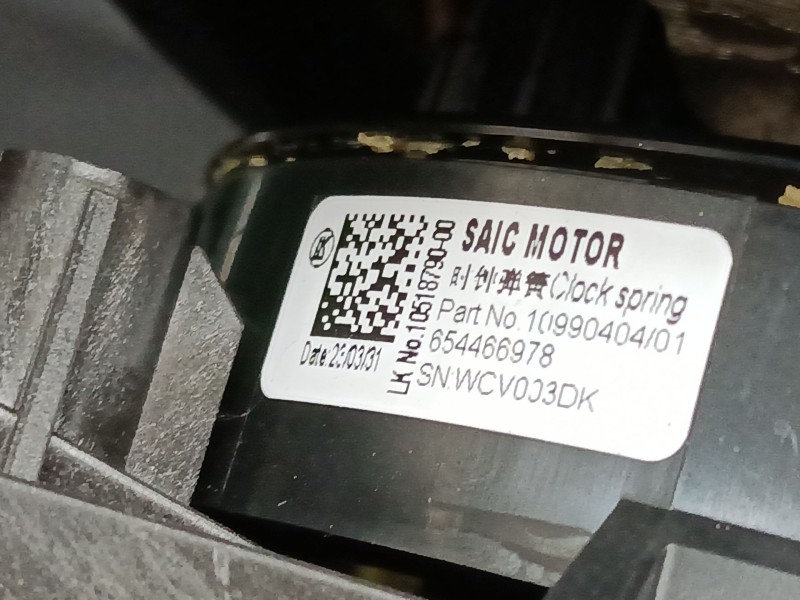 SAIC MOTOR
时钟弹簧Clock spring
Part No.:10990404/01
654466978
SN:WCV003DK
LK No.:10518790-00
Date:23/03/31
LK